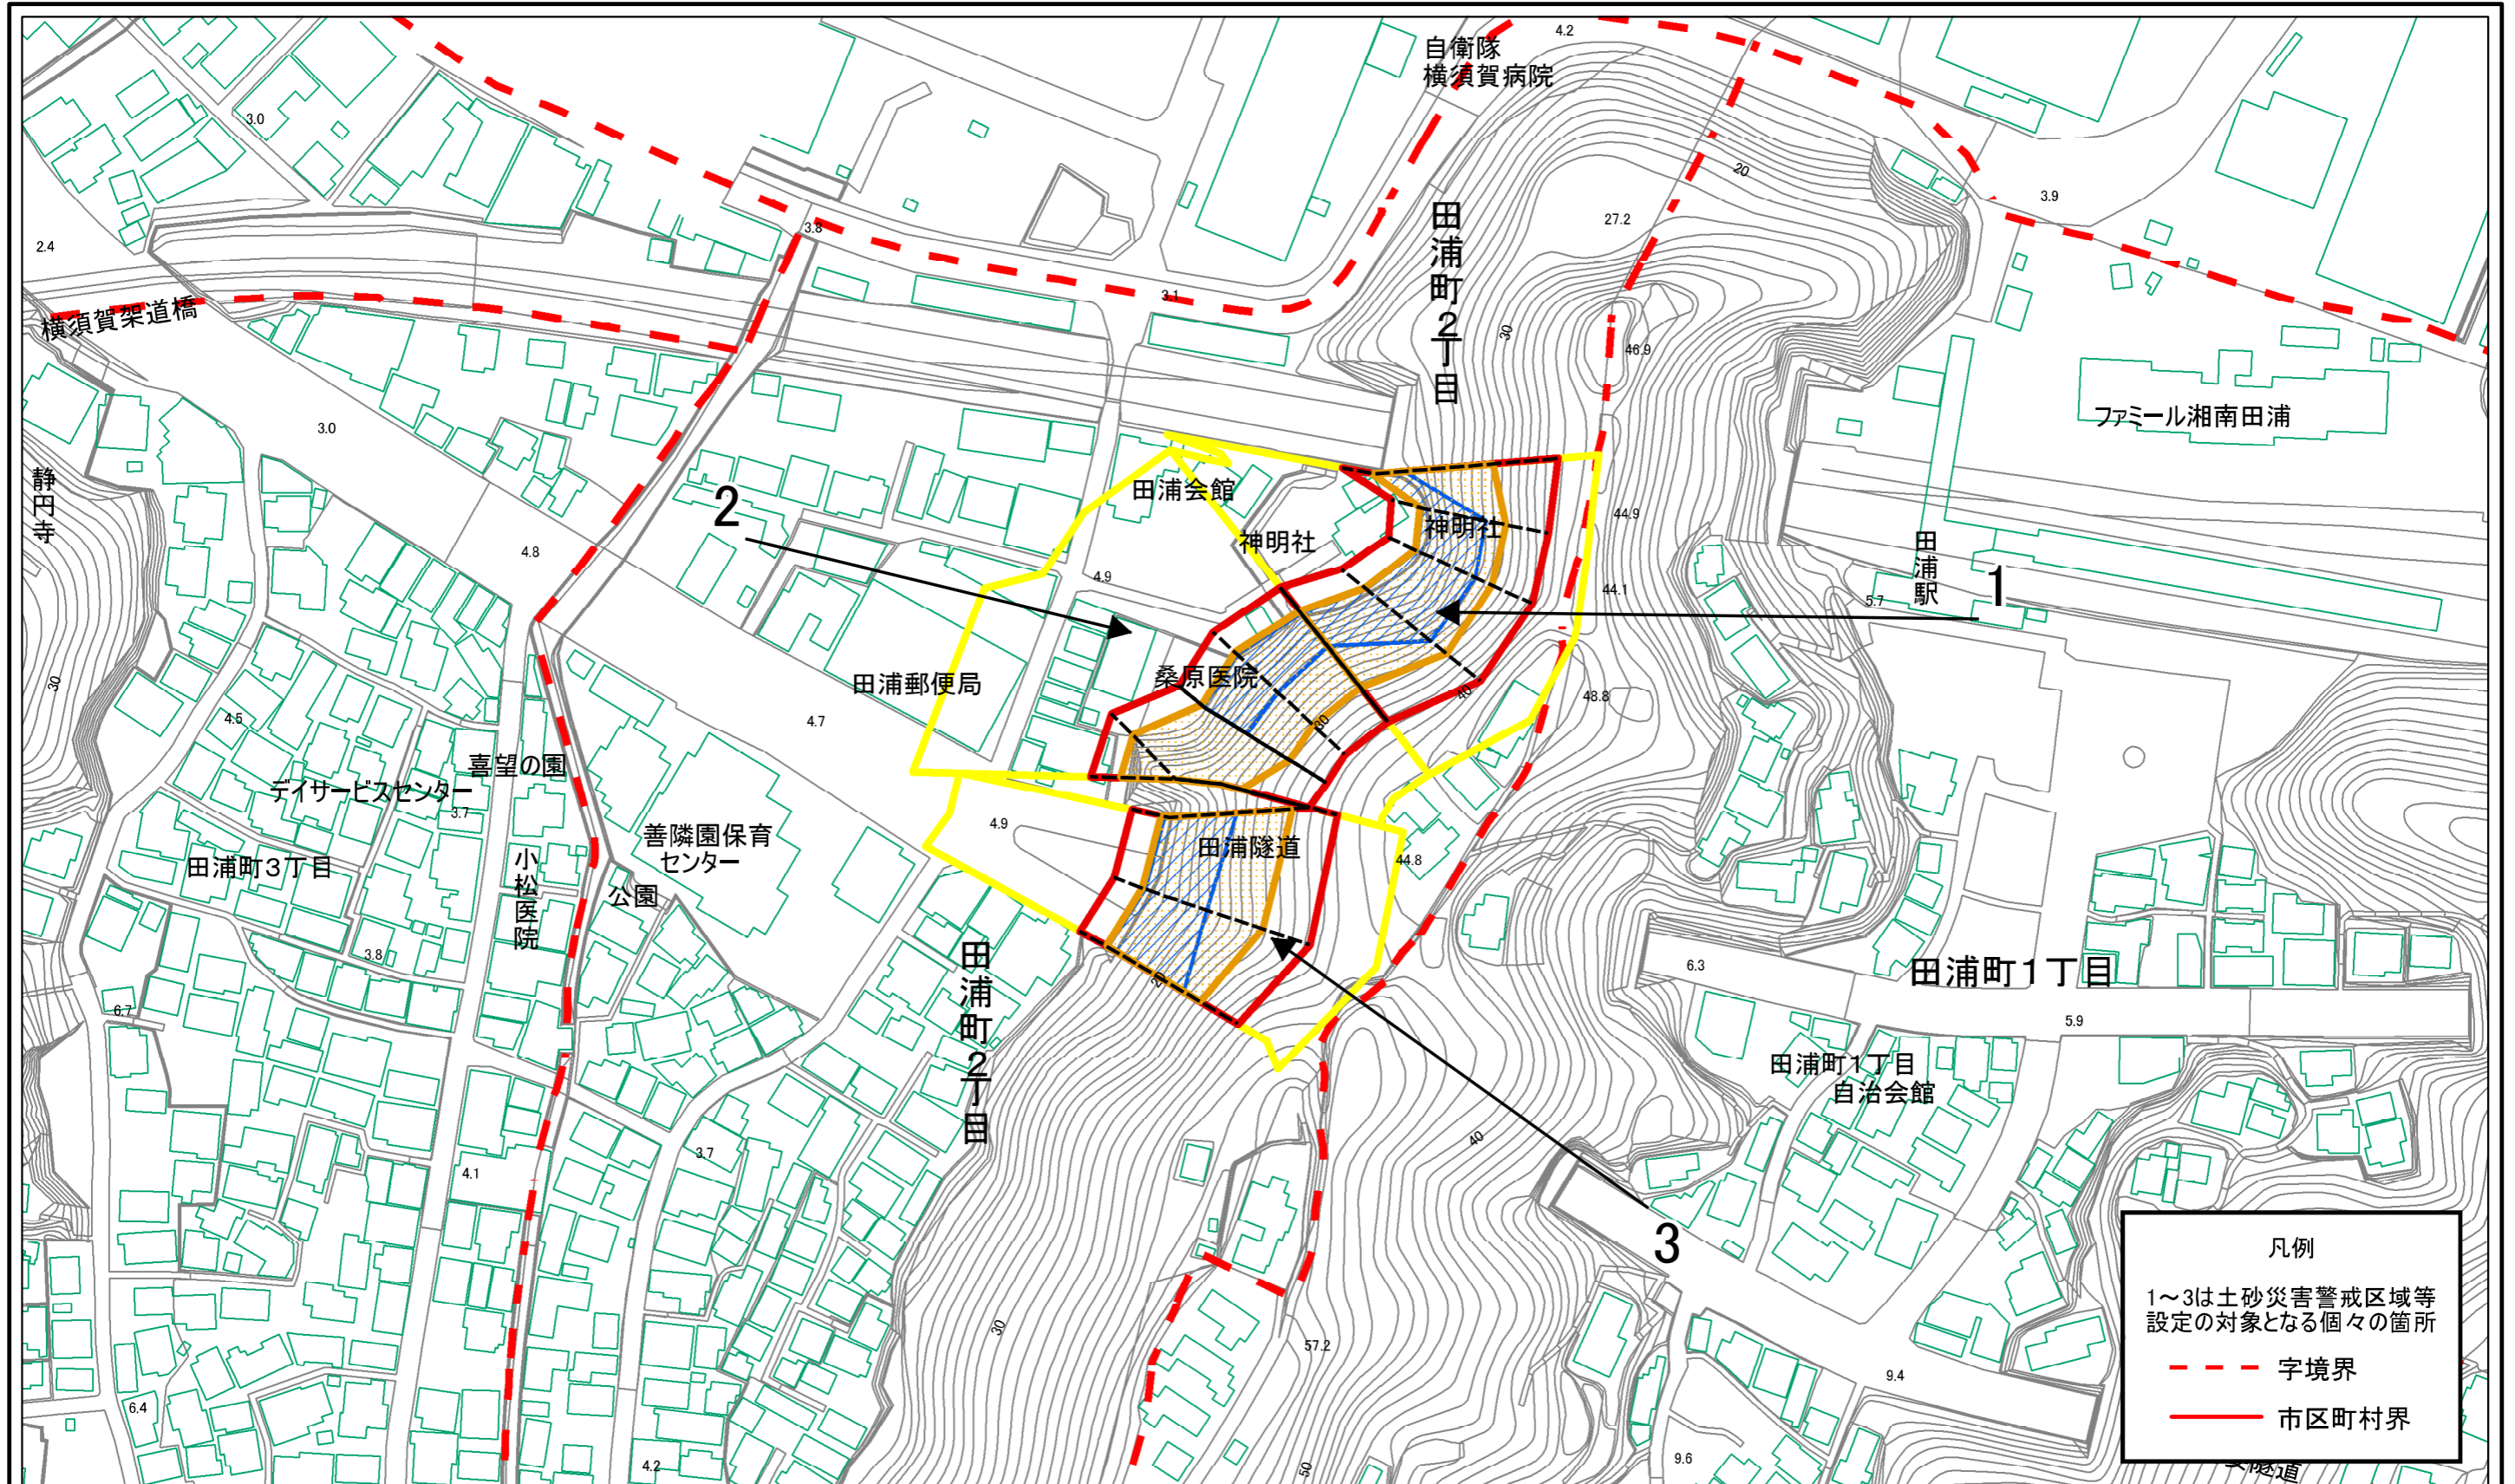 4.2
自衛隊
横須賀病院
3.0
20
3.9
27.2
田浦町2丁目
2.4
3.8
3.1
横須賀架道橋
30
46.9
ファミール湘南田浦
3.0
静円寺
田浦会館
2
神明社
神明社
44.9
4.8
田浦駅
1
4.9
44.1
5.7
桑原医院
田浦郵便局
30
40
48.8
4.5
4.7
30
喜望の園
デイサービスセンター
3.7
善隣園保育
センター
4.9
田浦隧道
44.8
田浦町3丁目
小松医院
公園
3.8
田浦町2丁目
20
6.3
田浦町1丁目
6.7
5.9
田浦町1丁目
自治会館
40
3.7
4.1
3
凡例
1~3は土砂災害警戒区域等
設定の対象となる個々の箇所
字境界
市区町村界
30
57.2
9.4
6.4
4.2
50
9.6
隧道